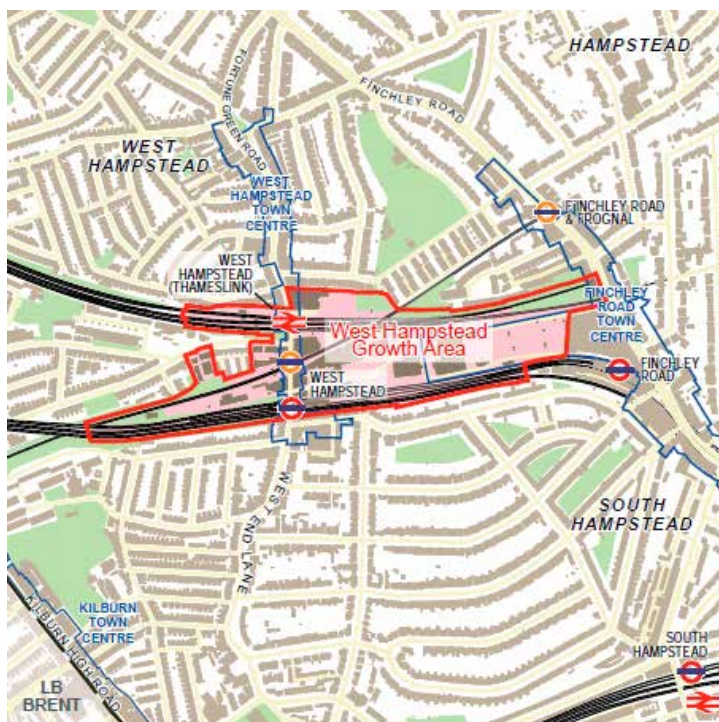 HAMPSTEAD
FORTUNE GREEN ROAD
FINCHLEY ROAD
WEST
HAMPSTEAD
WEST
HAMPSTEAD
TOWN
CENTRE
FINCHLEY ROAD
& FROGNAL
WEST
HAMPSTEAD
(THAMESLINK)
FINCHLEY
ROAD
TOWN
CENTRE
West Hampstead
Growth Area
WEST
HAMPSTEAD
FINCHLEY
ROAD
WEST END LANE
SOUTH
HAMPSTEAD
KILBURN
TOWN
CENTRE
KILBURN HIGH ROAD
SOUTH
HAMPSTEAD
LB
BRENT